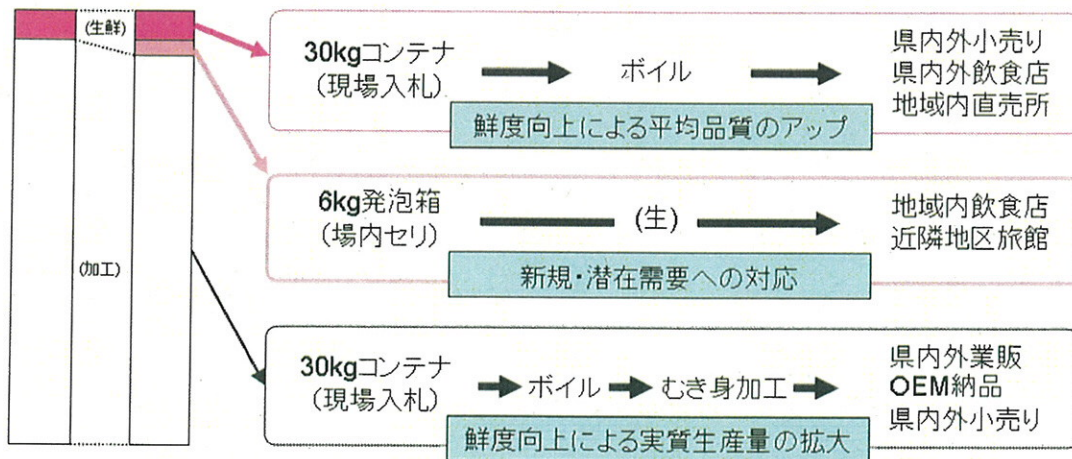 (生鮮)
(加工)
30kgコンテナ
(現場入札)
ボイル
県内外小売り
県内外飲食店
地域内直売所
鮮度向上による平均品質のアップ
6kg発泡箱
(場内セリ)
(生)
地域内飲食店
近隣地区旅館
新規・潜在需要への対応
30kgコンテナ
(現場入札)
ボイル
むき身加工
県内外業販
OEM納品
県内外小売り
鮮度向上による実質生産量の拡大